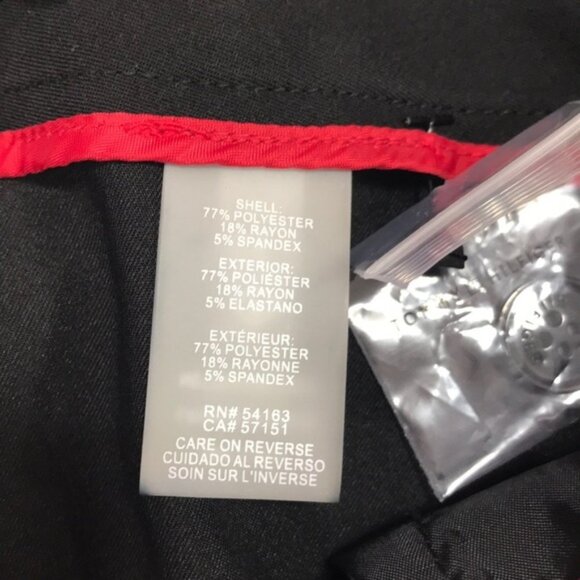 SHELL:
77% POLYESTER
18% RAYON
5% SPANDEX
EXTERIOR:
77% POLIÉSTER
18% RAYON
5% ELASTANO
EXTÉRIEUR:
77% POLYESTER
18% RAYONNE
5% SPANDEX
RN# 54163
CA# 57151
CARE ON REVERSE
CUIDADO AL REVERSO
SOIN SUR L'INVERSE